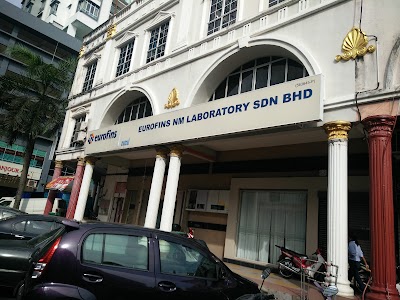 eurofins
EUROFINS NM LABORATORY SDN BHD